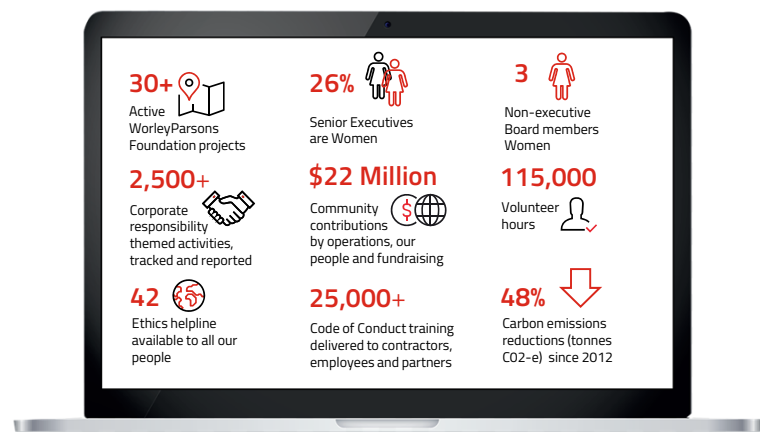 30+
Active
WorleyParsons
Foundation projects
26%
Senior Executives
are Women
3
Non-executive
Board members
Women
2,500+
Corporate
responsibility
themed activities,
tracked and reported
$22 Million
Community
contributions
by operations, our
people and fundraising
$
115,000
Volunteer
hours
42
Ethics helpline
available to all our
people
25,000+
Code of Conduct training
delivered to contractors,
employees and partners
48%
Carbon emissions
reductions (tonnes
CO2-e) since 2012